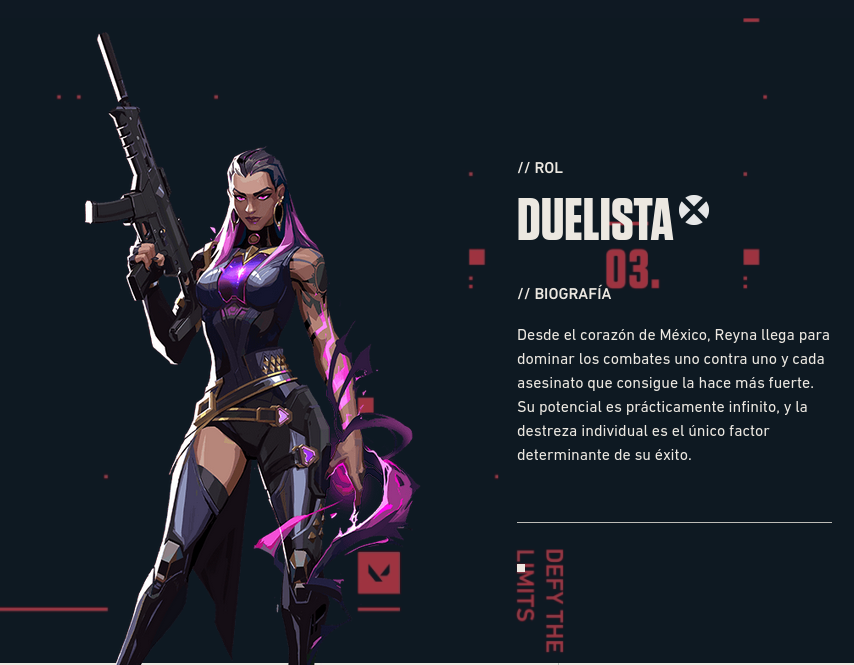 // ROL
DUELISTA
03.
// BIOGRAFÍA
Desde el corazón de México, Reyna llega para
dominar los combates uno contra uno y cada
asesinato que consigue la hace más fuerte.
Su potencial es prácticamente infinito, y la
destreza individual es el único factor
determinante de su éxito.
DEFY THE
LIMITS